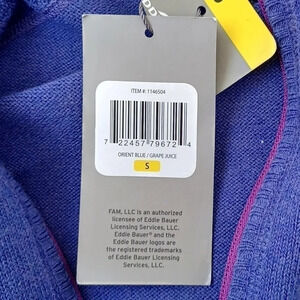 ITEM #: 1146504
7 22457 79672 4
ORIENT BLUE / GRAPE JUICE
S
FAM, LLC is an authorized
licensee of Eddie Bauer
Licensing Services, LLC.
Eddie Bauer® and the
Eddie Bauer logos are
the registered trademarks
of Eddie Bauer Licensing
Services, LLC.